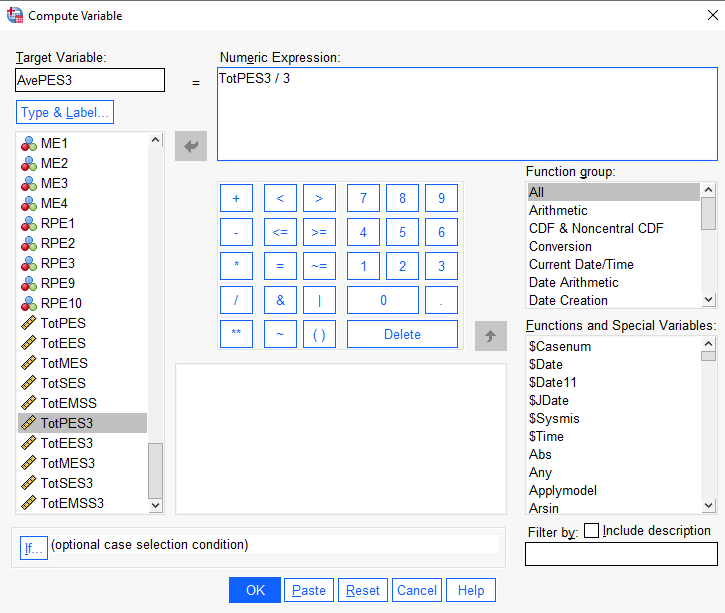 Compute Variable
Target Variable:
AvePES3
=
Numeric Expression:
TotPES3 / 3
Type & Label...
ME1
ME2
ME3
ME4
RPE1
RPE2
RPE3
RPE9
RPE10
TotPES
TotEES
TotMES
TotSES
TotEMSS
TotPES3
TotEES3
TotMES3
TotSES3
TotEMSS3
+ < > 7 8 9
- <= >= 4 5 6
* = ~= 1 2 3
/ & | 0 .
** ~ ( ) Delete
Function group:
All
Arithmetic
CDF & Noncentral CDF
Conversion
Current Date/Time
Date Arithmetic
Date Creation
Functions and Special Variables:
$Casenum
$Date
$Date11
$JDate
$Sysmis
$Time
Abs
Any
Applymodel
Arsin
If... (optional case selection condition)
Filter by: Include description
OK Paste Reset Cancel Help